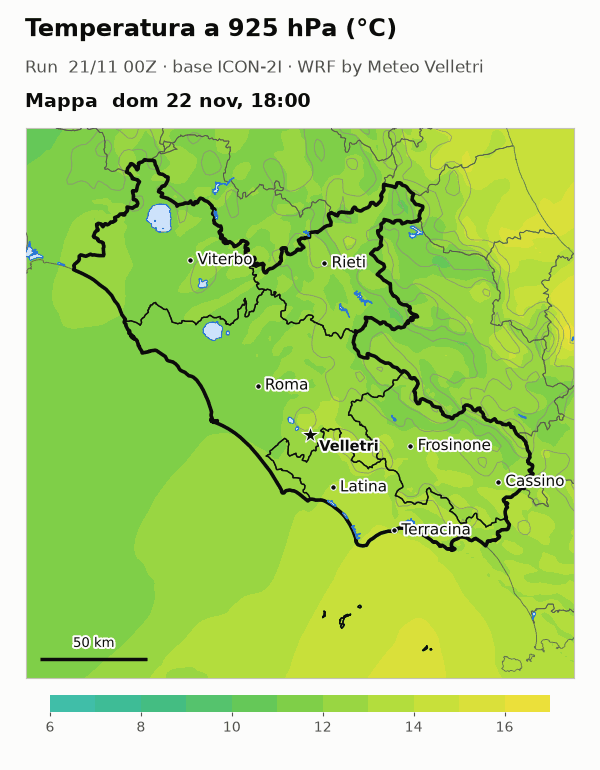 Temperatura a 925 hPa (°C)
Run  21/11 00Z · base ICON-2I · WRF by Meteo Velletri
Mappa  dom 22 nov, 18:00
Viterbo
Rieti
Roma
Velletri
Frosinone
Cassino
Latina
Terracina
50 km
6 8 10 12 14 16